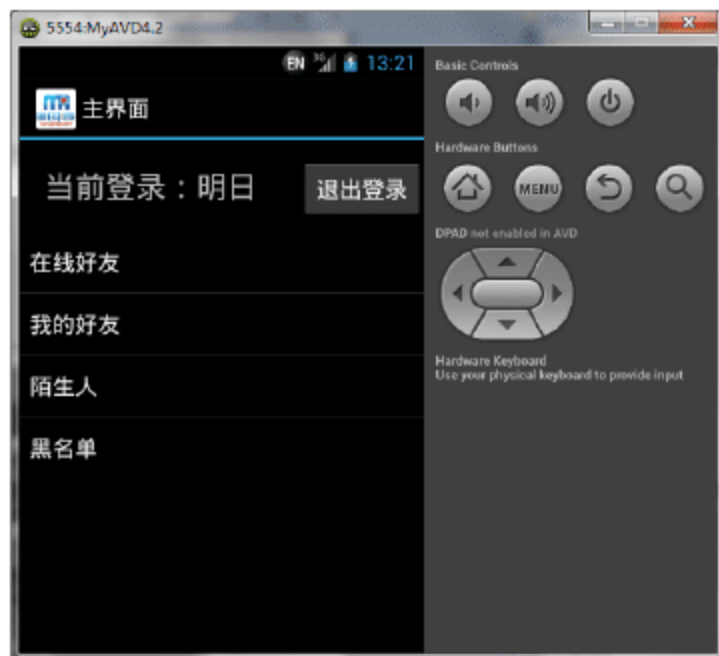 5554:MyAVD4.2
EN 3G 13:21
主界面
当前登录：明日
退出登录
在线好友
我的好友
陌生人
黑名单
Basic Controls
Hardware Buttons
MENU
DPAD not enabled in AVD
Hardware Keyboard
Use your physical keyboard to provide input